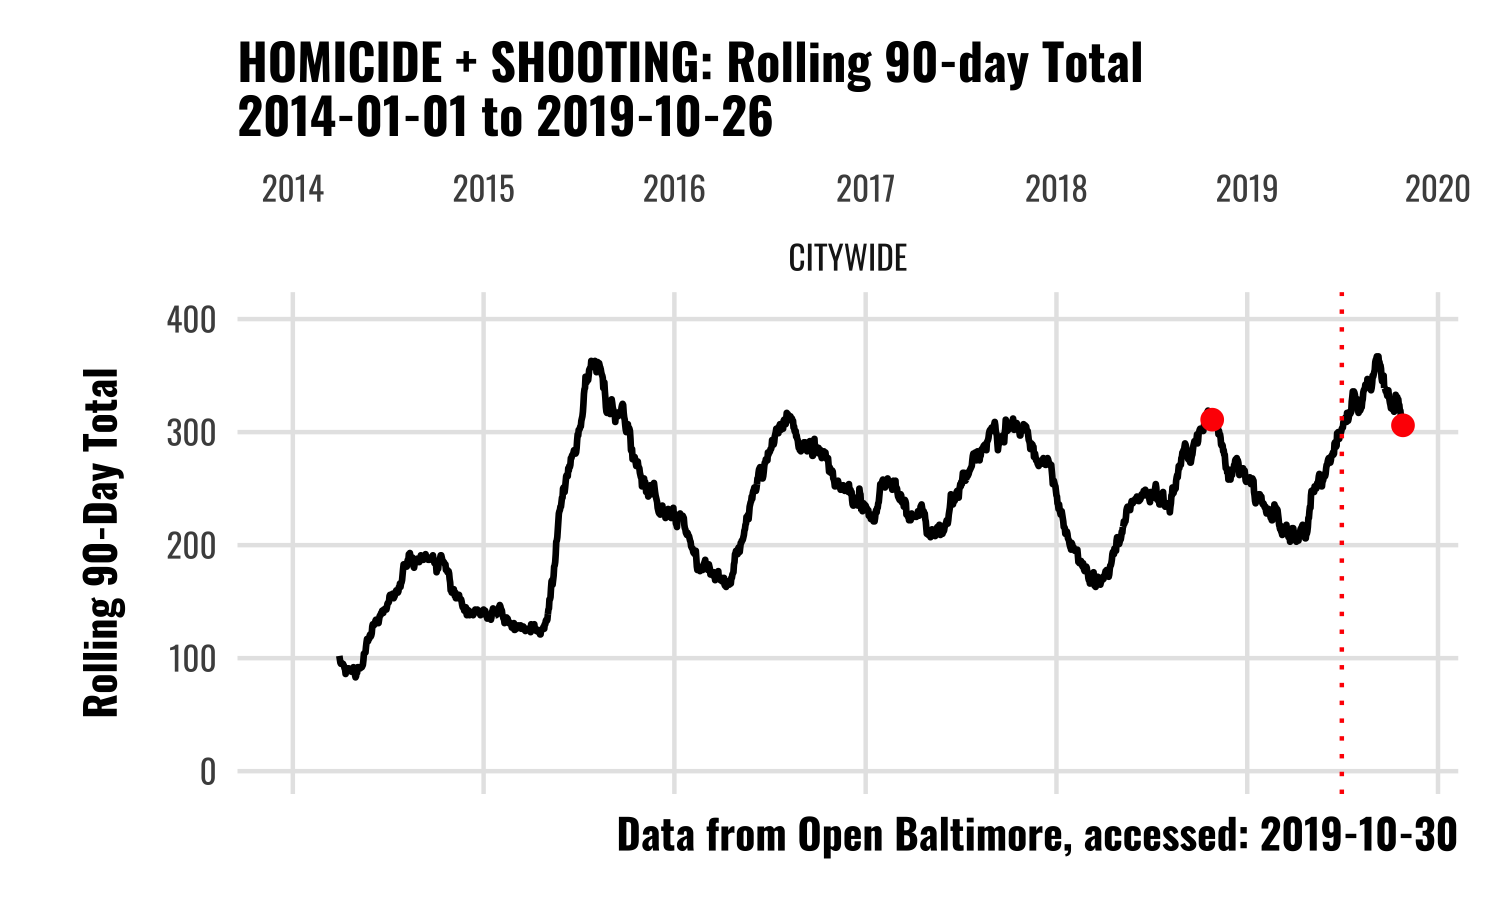 HOMICIDE + SHOOTING: Rolling 90-day Total
2014-01-01 to 2019-10-26
2014 2015 2016 2017 2018 2019 2020
CITYWIDE
Rolling 90-Day Total
400
300
200
100
0
Data from Open Baltimore, accessed: 2019-10-30